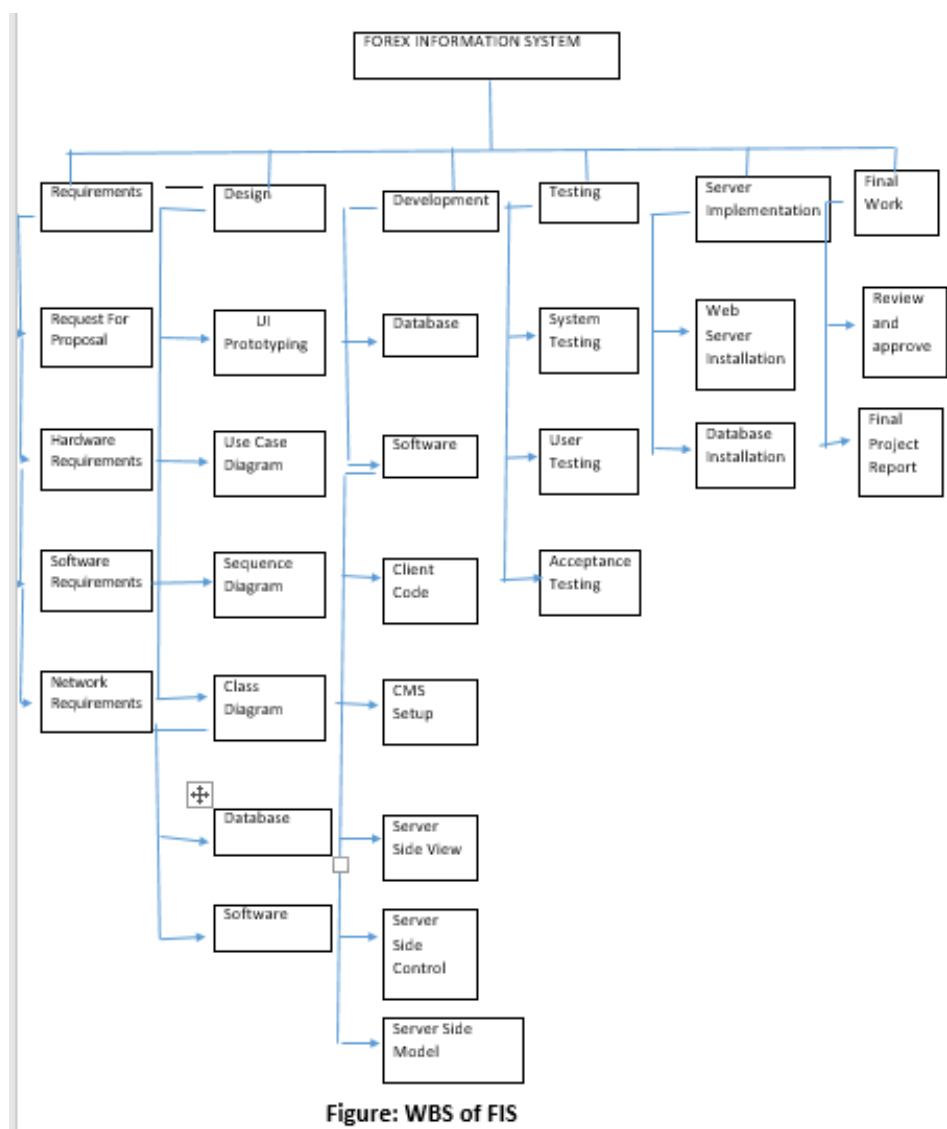 FOREX INFORMATION SYSTEM
Requirements
Design
Development
Testing
Server
Implementation
Final
Work
Request For
Proposal
UI
Prototyping
Database
System
Testing
Web
Server
Installation
Review
and
approve
Hardware
Requirements
Use Case
Diagram
Software
User
Testing
Database
Installation
Final
Project
Report
Software
Requirements
Sequence
Diagram
Client
Code
Acceptance
Testing
Network
Requirements
Class
Diagram
CMS
Setup
Database
Server
Side View
Software
Server
Side
Control
Server Side
Model
Figure: WBS of FIS